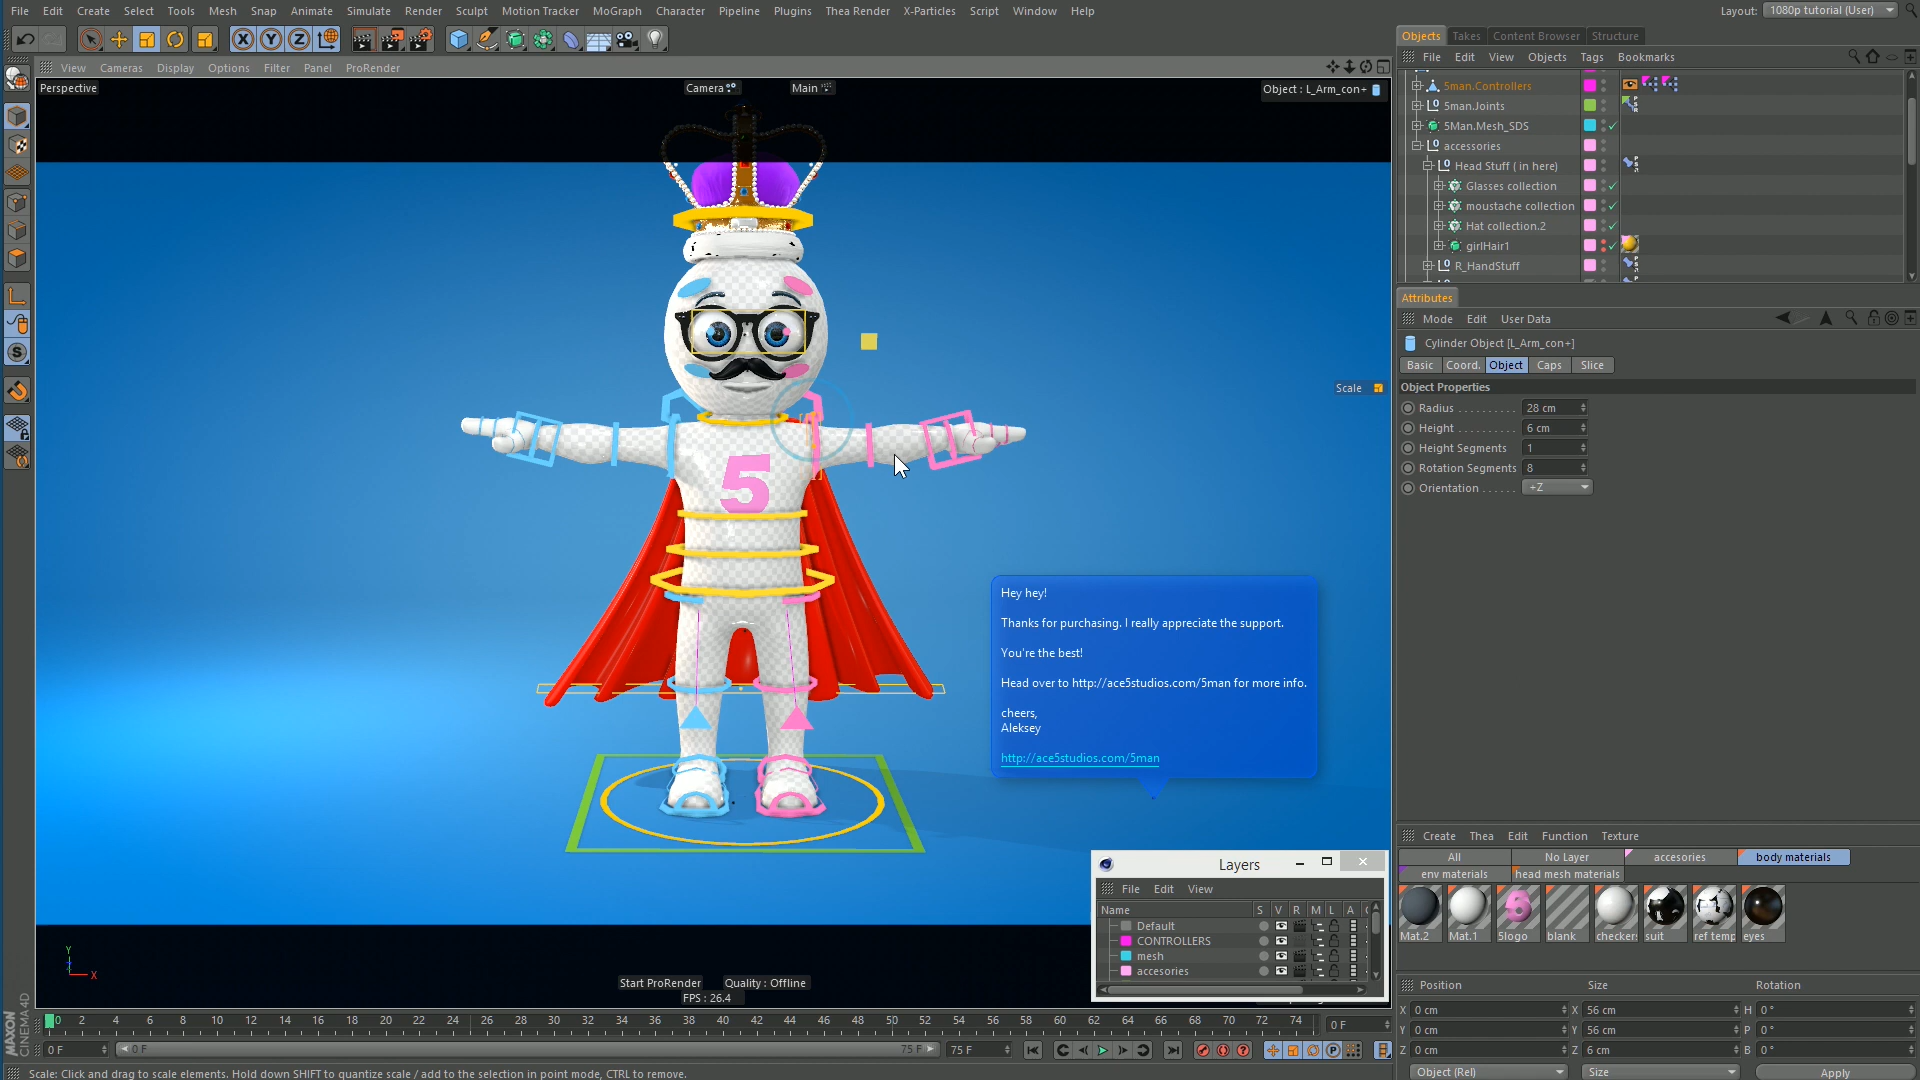 File Edit Create Select Tools Mesh Snap Animate Simulate Render Sculpt Motion Tracker MoGraph Character Pipeline Plugins Thea Render X-Particles Script Window Help
Layout: 1080p tutorial (User)
Objects Takes Content Browser Structure
File Edit View Objects Tags Bookmarks
View Cameras Display Options Filter Panel ProRender
Perspective
Camera
Main
Object : L_Arm_con+
5man.Controllers
5man.Joints
5Man.Mesh_SDS
accessories
Head Stuff ( in here)
Glasses collection
moustache collection
Hat collection.2
girlHair1
R_HandStuff
Attributes
Mode Edit User Data
Cylinder Object [L_Arm_con+]
Basic Coord. Object Caps Slice
Object Properties
Radius 28 cm
Height 6 cm
Height Segments 1
Rotation Segments 8
Orientation +Z
Scale
5
Hey hey!
Thanks for purchasing. I really appreciate the support.
You're the best!
Head over to http://ace5studios.com/5man for more info.
cheers,
Aleksey
http://ace5studios.com/5man
Create Thea Edit Function Texture
All No Layer accesories body materials
env materials head mesh materials
Mat.2 Mat.1 5logo blank checker suit ref temp eyes
Layers
File Edit View
Name S V R M L A
Default
CONTROLLERS
mesh
accesories
Y
Z
X
Start ProRender Quality : Offline
FPS : 26.4
0 2 4 6 8 10 12 14 16 18 20 22 24 26 28 30 32 34 36 38 40 42 44 46 48 50 52 54 56 58 60 62 64 66 68 70 72 74
0 F
0 F 0 F 75 F 75 F
Position Size Rotation
X 0 cm X 56 cm H 0 °
Y 0 cm Y 56 cm P 0 °
Z 0 cm Z 6 cm B 0 °
Object (Rel) Size Apply
MAXON
CINEMA4D
Scale: Click and drag to scale elements. Hold down SHIFT to quantize scale / add to the selection in point mode, CTRL to remove.